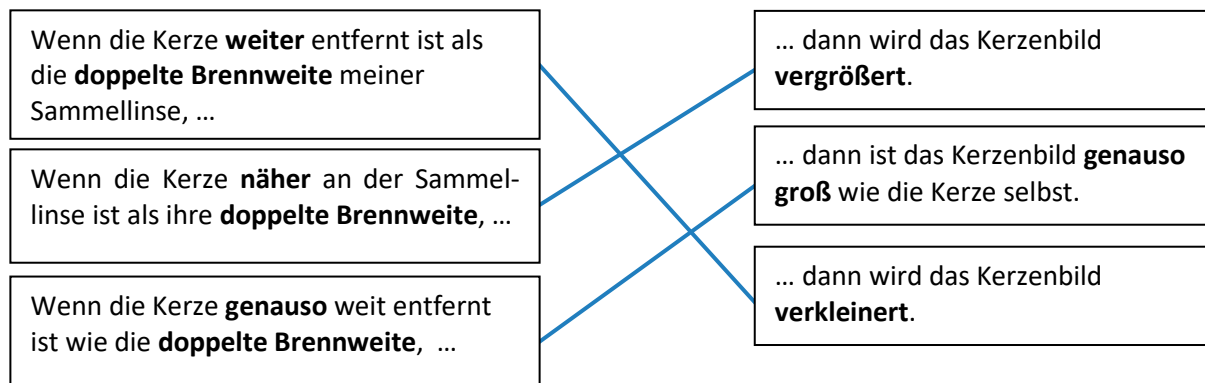 Wenn die Kerze weiter entfernt ist als
die doppelte Brennweite meiner
Sammellinse, …
Wenn die Kerze näher an der Sammel-
linse ist als ihre doppelte Brennweite, …
Wenn die Kerze genauso weit entfernt
ist wie die doppelte Brennweite, …
… dann wird das Kerzenbild
vergrößert.
… dann ist das Kerzenbild genauso
groß wie die Kerze selbst.
… dann wird das Kerzenbild
verkleinert.